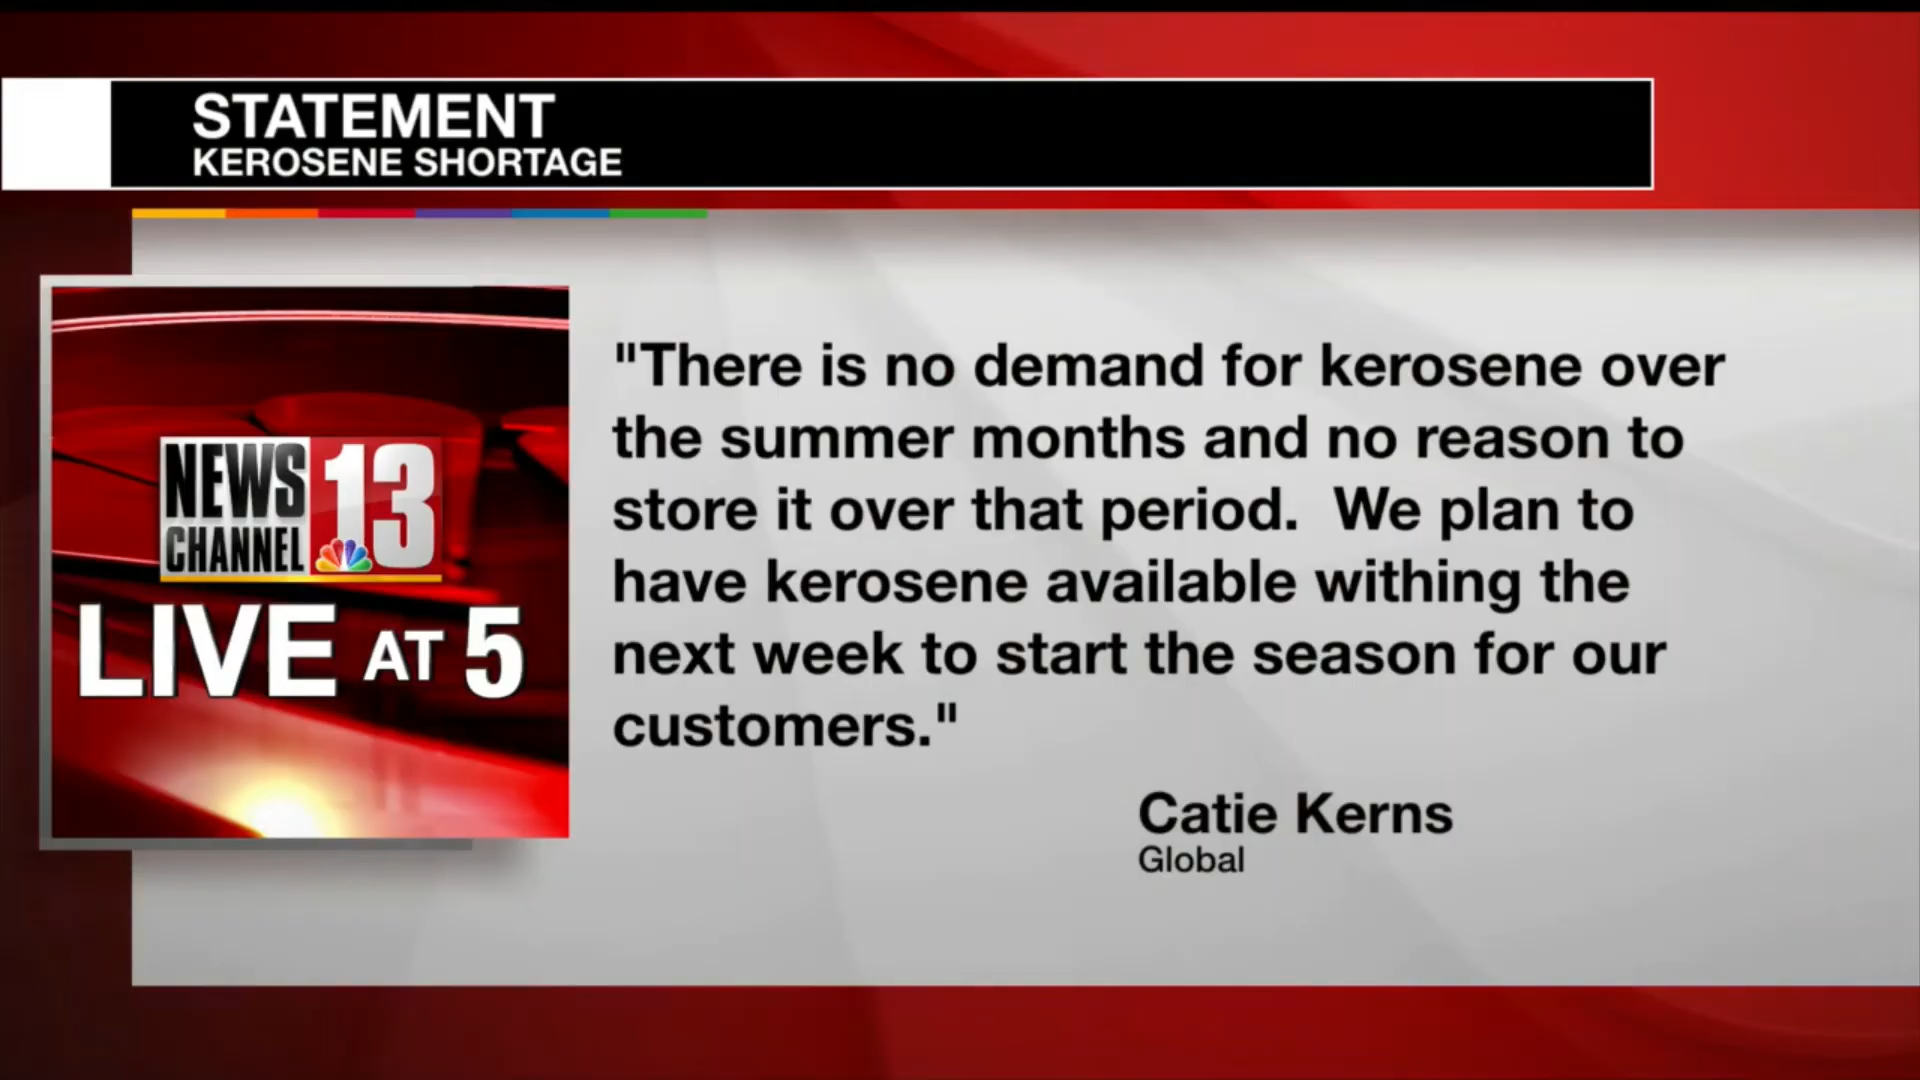 STATEMENT
KEROSENE SHORTAGE
NEWS
CHANNEL
13
LIVE AT 5
"There is no demand for kerosene over
the summer months and no reason to
store it over that period.  We plan to
have kerosene available withing the
next week to start the season for our
customers."
Catie Kerns
Global